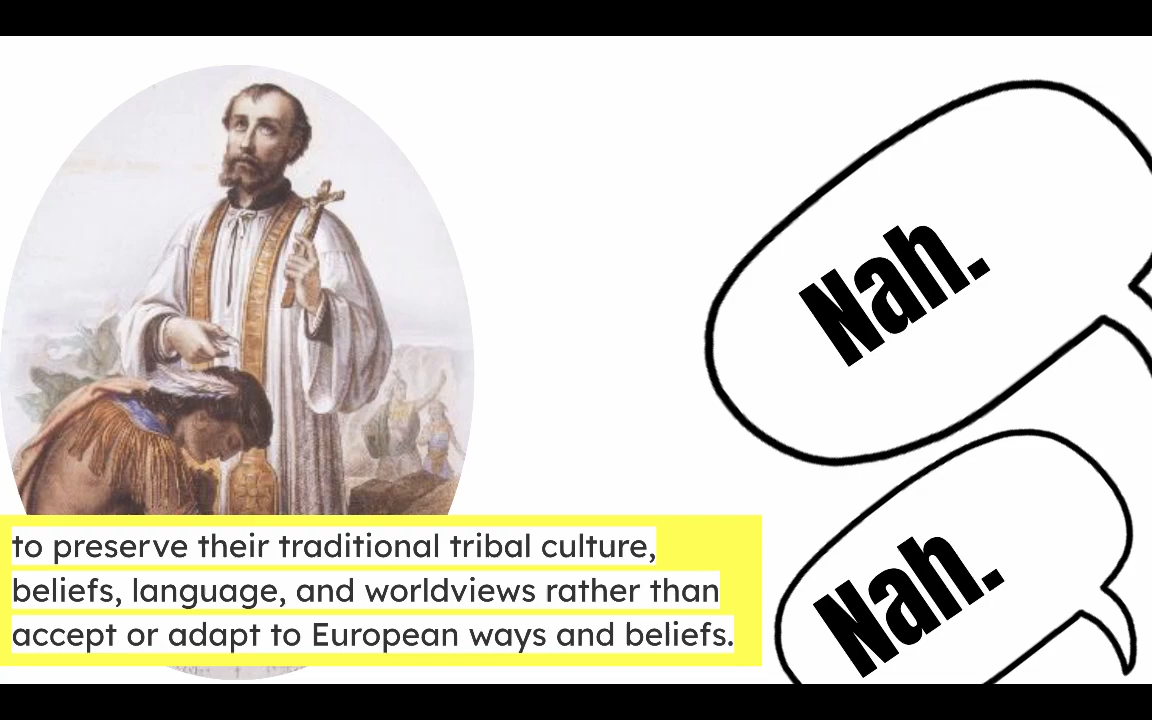 Nah.
to preserve their traditional tribal culture,
beliefs, language, and worldviews rather than
accept or adapt to European ways and beliefs.
Nah.